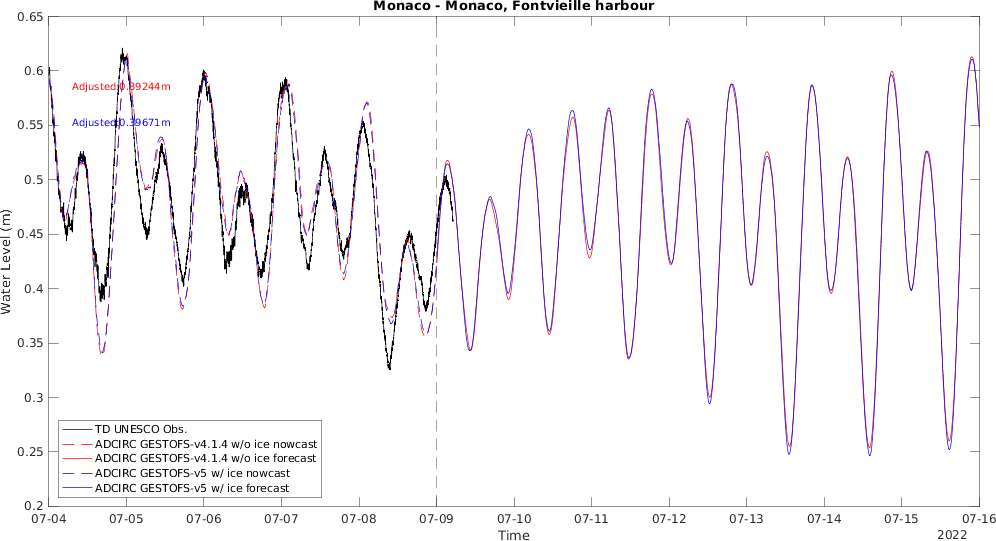 Monaco - Monaco, Fontvieille harbour
0.65
0.6
0.55
0.5
0.45
0.4
0.35
0.3
0.25
0.2
Water Level (m)
Adjusted:0.39244m
Adjusted:0.39671m
TD UNESCO Obs.
ADCIRC GESTOFS-v4.1.4 w/o ice nowcast
ADCIRC GESTOFS-v4.1.4 w/o ice forecast
ADCIRC GESTOFS-v5 w/ ice nowcast
ADCIRC GESTOFS-v5 w/ ice forecast
07-04 07-05 07-06 07-07 07-08 07-09 07-10 07-11 07-12 07-13 07-14 07-15 07-16
Time
2022